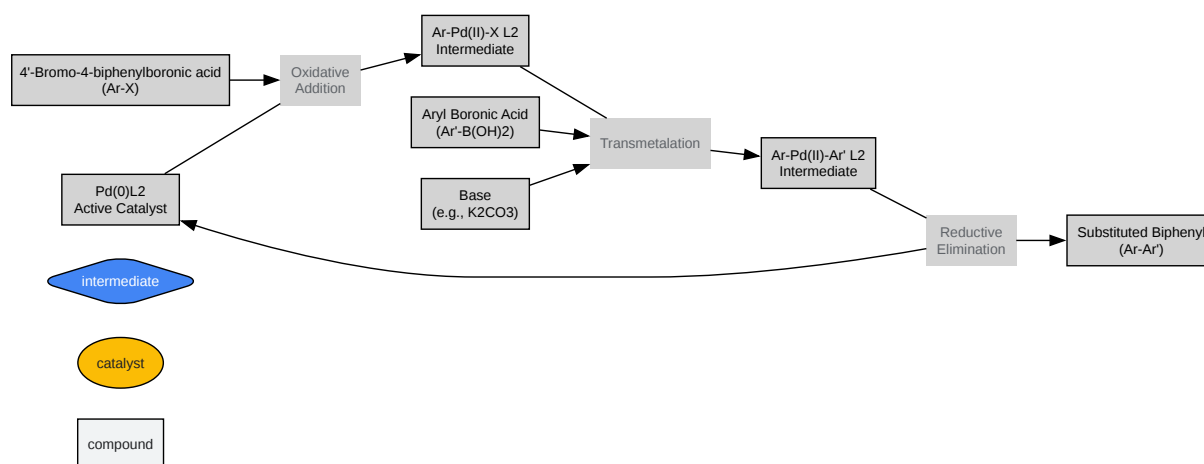 4'-Bromo-4-biphenylboronic acid
(Ar-X)
Oxidative
Addition
Ar-Pd(II)-X L2
Intermediate
Aryl Boronic Acid
(Ar'-B(OH)2)
Transmetalation
Base
(e.g., K2CO3)
Ar-Pd(II)-Ar' L2
Intermediate
Pd(0)L2
Active Catalyst
Reductive
Elimination
Substituted Biphenyl
(Ar-Ar')
intermediate
catalyst
compound